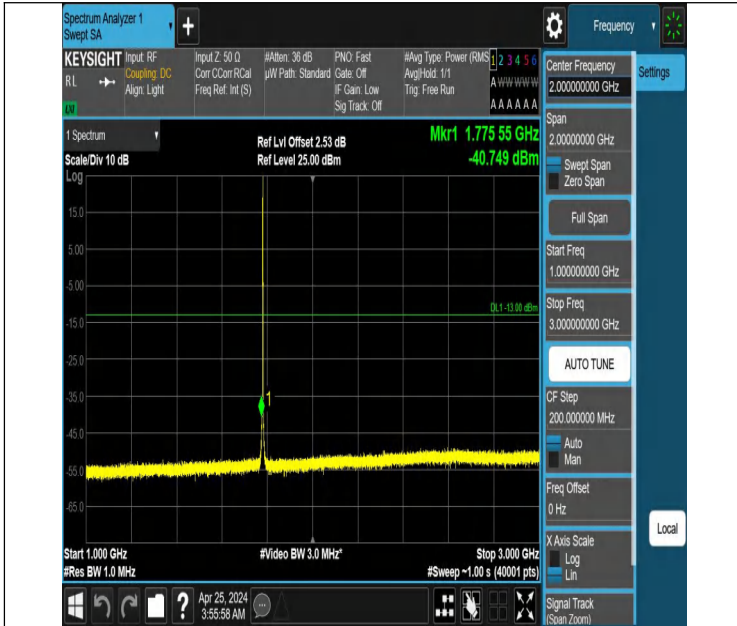 Spectrum Analyzer 1
Swept SA
+
Frequency
KEYSIGHT
RL
Input: RF
Coupling: DC
Align: Light
Input Z: 50 Ω
Corr CCorr RCal
Freq Ref: Int (S)
#Atten: 36 dB
µW Path: Standard
PNO: Fast
Gate: Off
IF Gain: Low
Sig Track: Off
#Avg Type: Power (RMS
Avg|Hold: 1/1
Trig: Free Run
1 2 3 4 5 6
A W W W W W
A A A A A A
1 Spectrum
Scale/Div 10 dB
Log
Ref Lvl Offset 2.53 dB
Ref Level 25.00 dBm
Mkr1 1.775 55 GHz
-40.749 dBm
15.0
5.00
-5.00
-15.0
-25.0
-35.0
-45.0
-55.0
-65.0
DL1 -13.00 dBm
1
Start 1.000 GHz
#Res BW 1.0 MHz
#Video BW 3.0 MHz*
Stop 3.000 GHz
#Sweep ~1.00 s (40001 pts)
Center Frequency
2.000000000 GHz
Span
2.00000000 GHz
Swept Span
Zero Span
Full Span
Start Freq
1.000000000 GHz
Stop Freq
3.000000000 GHz
AUTO TUNE
CF Step
200.000000 MHz
Auto
Man
Freq Offset
0 Hz
X Axis Scale
Log
Lin
Signal Track
(Span Zoom)
Settings
Local
?
Apr 25, 2024
3:55:58 AM